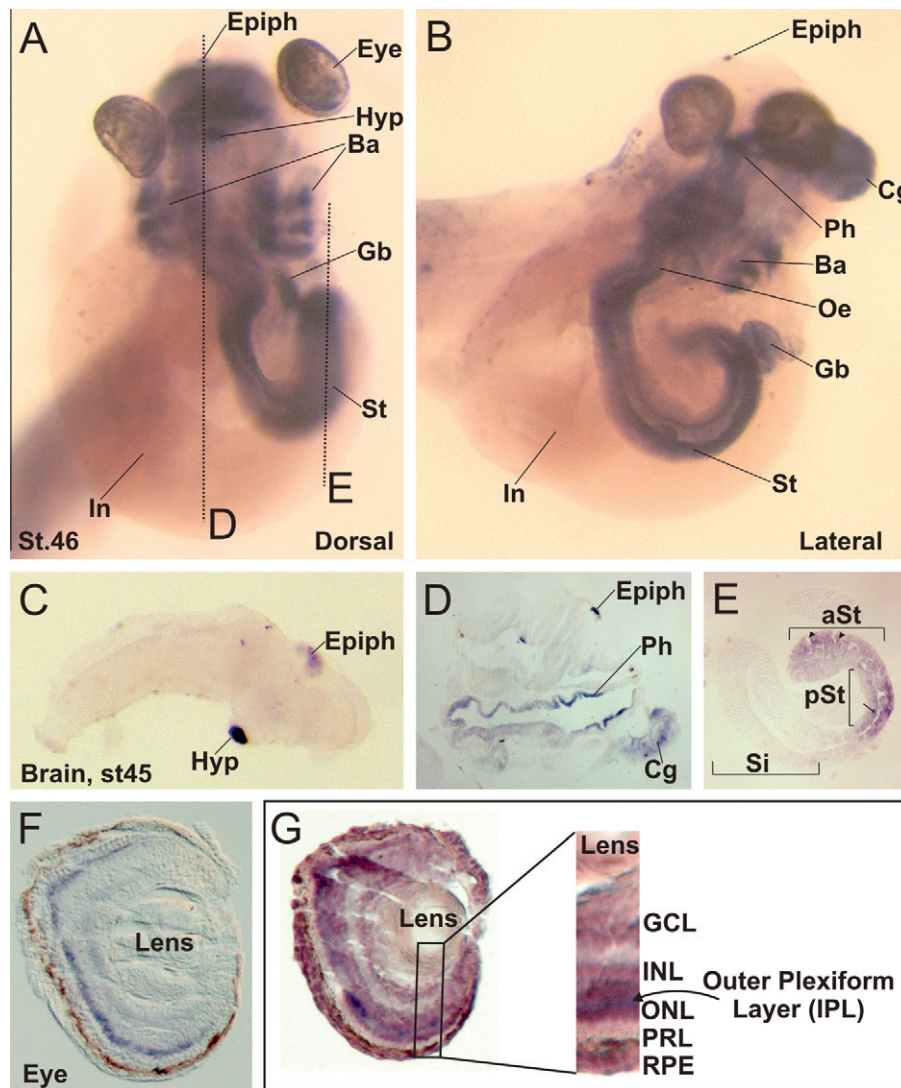 A
Epiph
Eye
Hyp
Ba
Gb
St
In
D
E
St.46
Dorsal
B
Epiph
Cg
Ph
Ba
Oe
Gb
St
In
Lateral
C
Epiph
Hyp
Brain, st45
D
Epiph
Ph
Cg
E
aSt
pSt
Si
F
Lens
Eye
G
Lens
Lens
GCL
INL
Outer Plexiform
Layer (IPL)
ONL
PRL
RPE